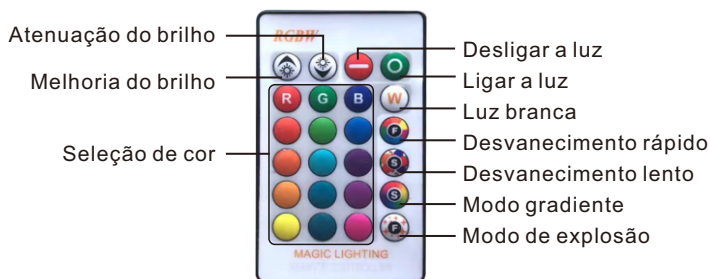 Atenuação do brilho
Melhoria do brilho
Seleção de cor
RGBW
R G B W
F
S
S
F
MAGIC LIGHTING
Desligar a luz
Ligar a luz
Luz branca
Desvanecimento rápido
Desvanecimento lento
Modo gradiente
Modo de explosão